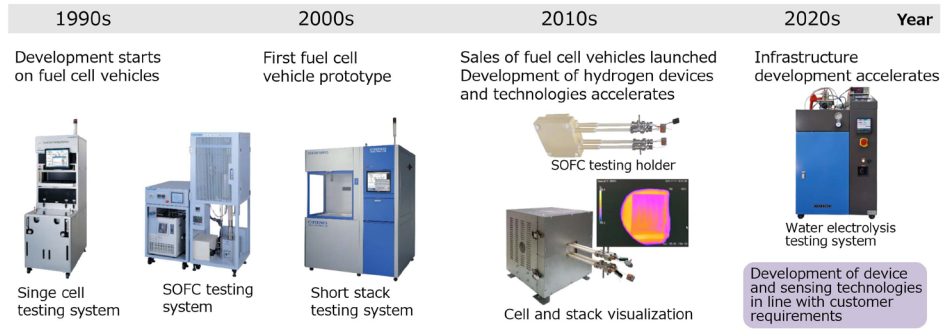 1990s
2000s
2010s
2020s
Year
Development starts
on fuel cell vehicles
First fuel cell
vehicle prototype
Sales of fuel cell vehicles launched
Development of hydrogen devices
and technologies accelerates
Infrastructure
development accelerates
SOFC testing holder
Water electrolysis
testing system
Singe cell
testing system
SOFC testing
system
Short stack
testing system
Cell and stack visualization
Development of device
and sensing technologies
in line with customer
requirements